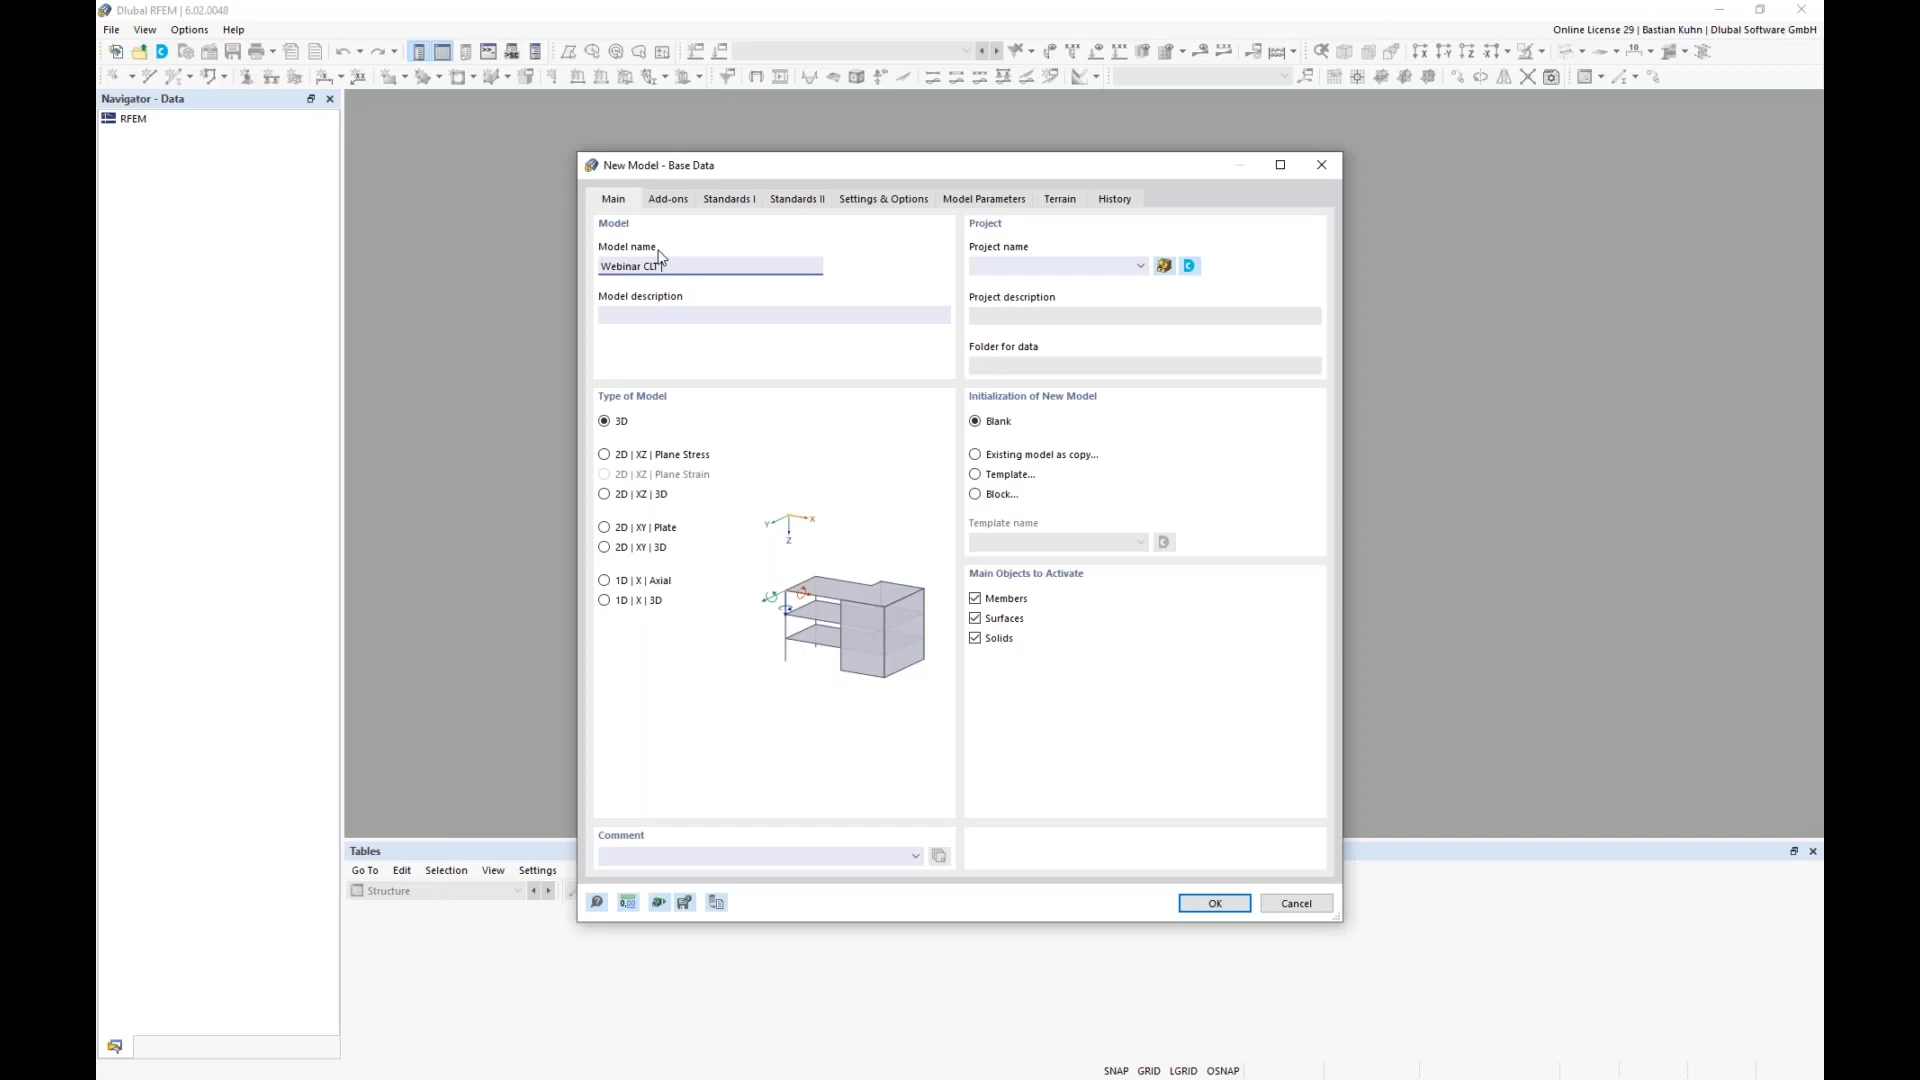 Dlubal RFEM | 6.02.0048
File View Options Help
Online License 29 | Bastian Kuhn | Dlubal Software GmbH
Navigator - Data
RFEM
New Model - Base Data
Main Add-ons Standards I Standards II Settings & Options Model Parameters Terrain History
Model
Model name
Webinar CLT
Model description
Project
Project name
Project description
Folder for data
Type of Model
3D
2D | XZ | Plane Stress
2D | XZ | Plane Strain
2D | XZ | 3D
2D | XY | Plate
2D | XY | 3D
1D | X | Axial
1D | X | 3D
Y X
Z
Initialization of New Model
Blank
Existing model as copy...
Template...
Block...
Template name
Main Objects to Activate
Members
Surfaces
Solids
Comment
OK Cancel
Tables
Go To Edit Selection View Settings
Structure
SNAP GRID LGRID OSNAP